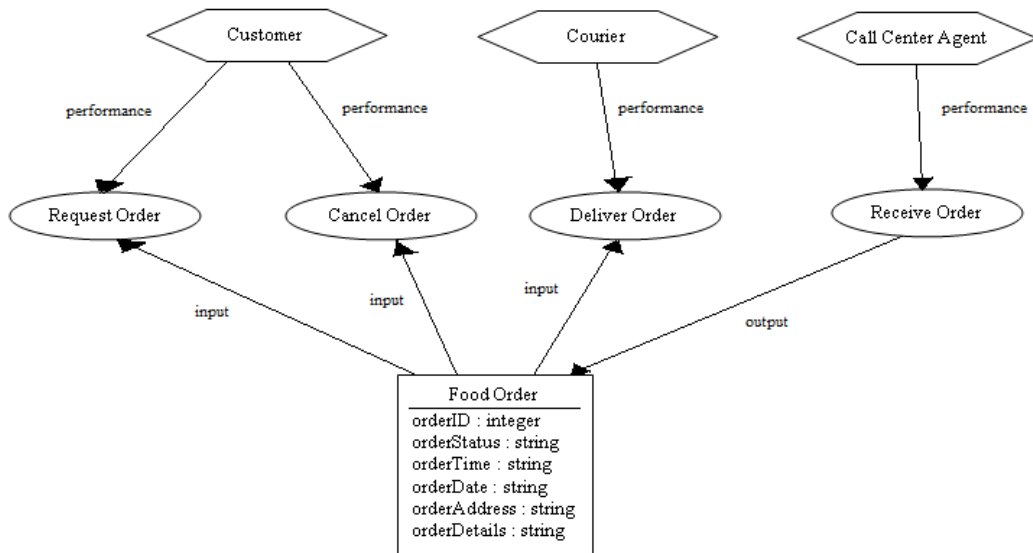 Customer
Courier
Call Center Agent
performance
performance
performance
performance
Request Order
Cancel Order
Deliver Order
Receive Order
input
input
input
output
Food Order
orderID : integer
orderStatus : string
orderTime : string
orderDate : string
orderAddress : string
orderDetails : string